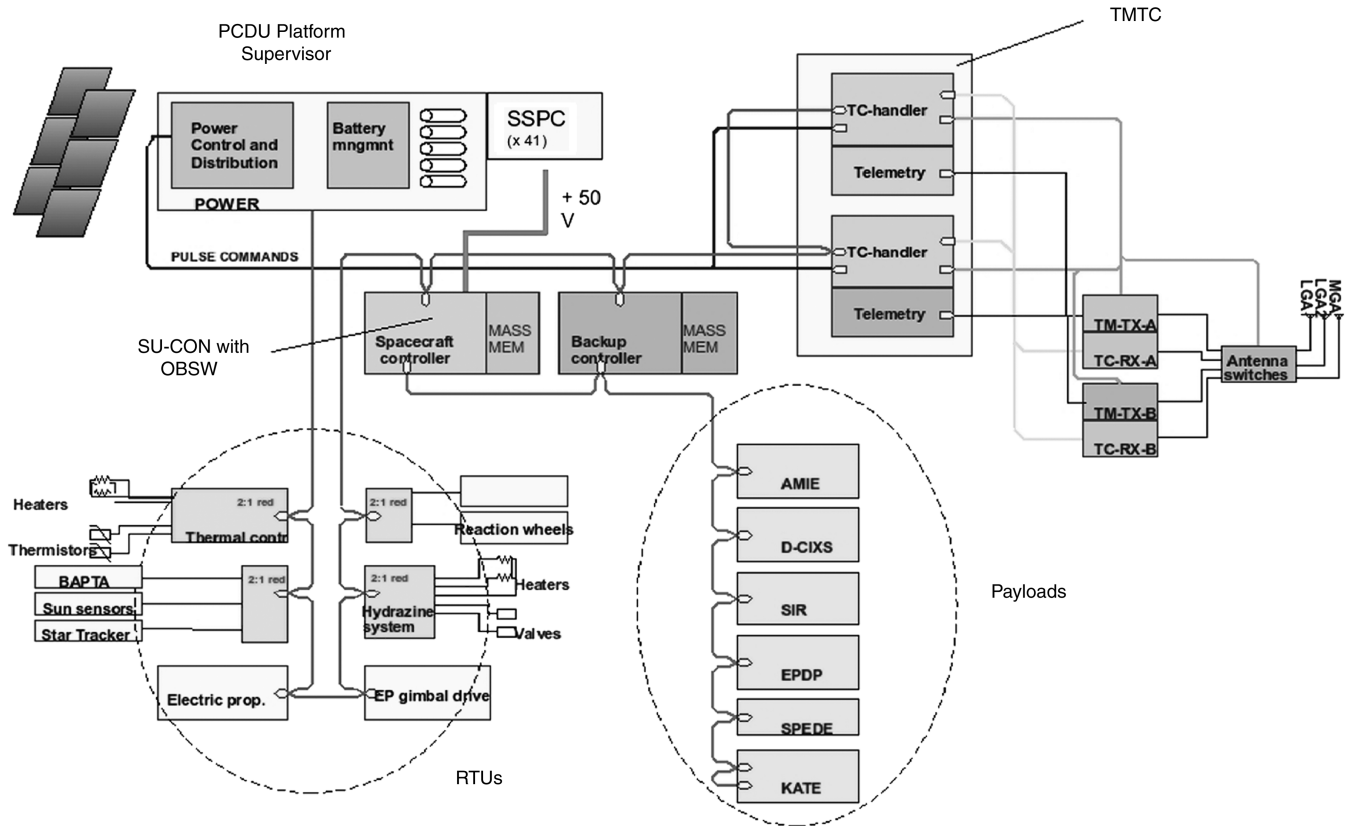 PCDU Platform
Supervisor
TMTC
Power
Control and
Distribution
Battery
mngmnt
SSPC
(x 41)
POWER
+ 50
V
PULSE COMMANDS
TC-handler
Telemetry
TC-handler
Telemetry
SU-CON with
OBSW
Spacecraft
controller
MASS
MEM
Backup
controller
MASS
MEM
TM-TX-A
TC-RX-A
TM-TX-B
TC-RX-B
Antenna
switches
LGA1
LGA2
MGA
Heaters
Thermistors
2:1 red
Thermal contr
2:1 red
Reaction wheels
BAPTA
Sun sensors
Star Tracker
2:1 red
2:1 red
Hydrazine
system
Heaters
Valves
Electric prop.
EP gimbal drive
RTUs
AMIE
D-CIXS
SIR
EPDP
SPEDE
KATE
Payloads